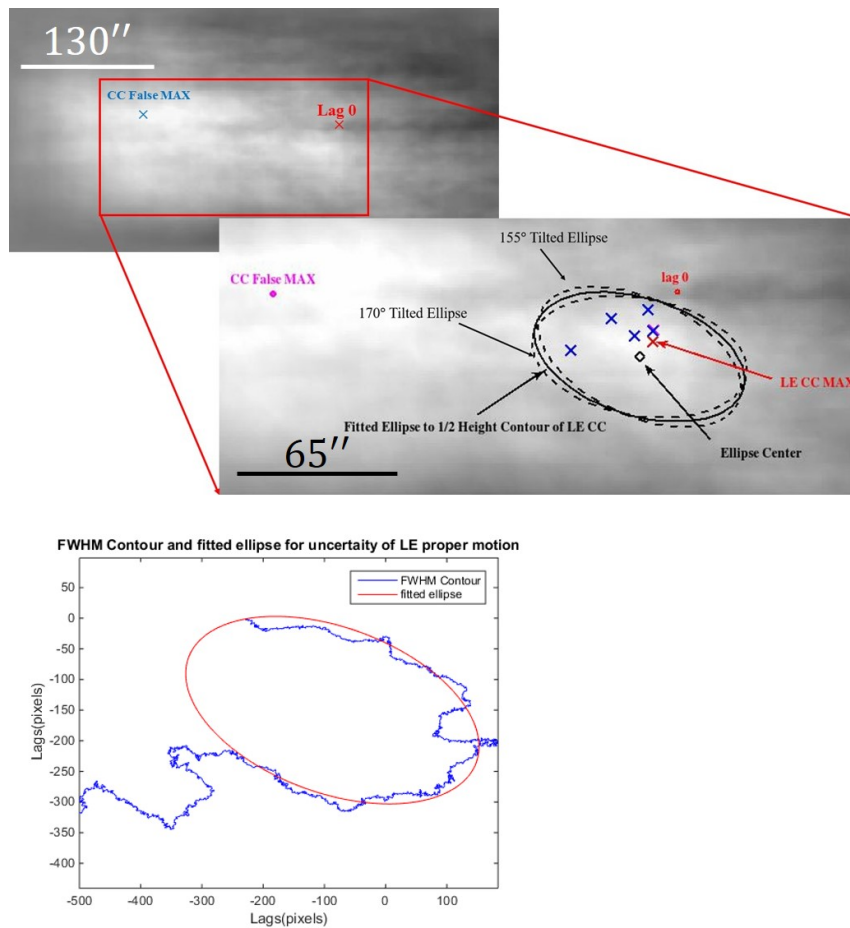 130″
CC False MAX
Lag 0
155° Tilted Ellipse
CC False MAX
lag 0
170° Tilted Ellipse
LE CC MAX
Fitted Ellipse to 1/2 Height Contour of LE CC
65″
Ellipse Center
FWHM Contour and fitted ellipse for uncertaity of LE proper motion
FWHM Contour
fitted ellipse
50
0
-50
-100
-150
-200
-250
-300
-350
-400
Lags(pixels)
-500
-400
-300
-200
-100
0
100
Lags(pixels)